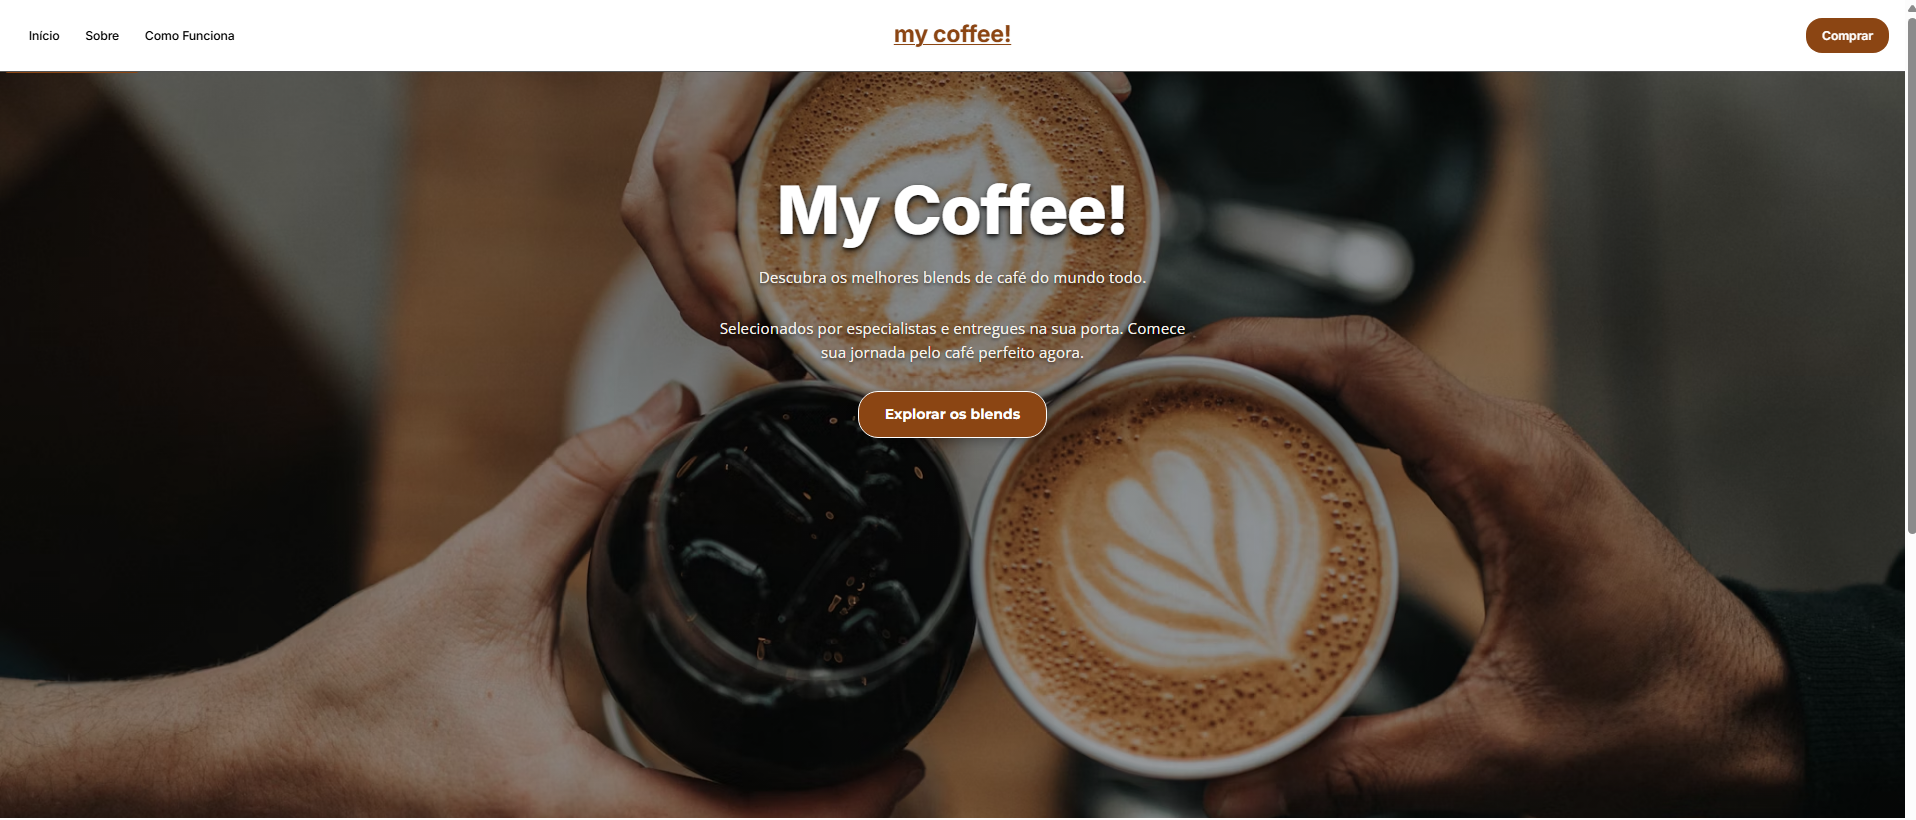 Início
Sobre
Como Funciona
my coffee!
Comprar
My Coffee!
Descubra os melhores blends de café do mundo todo.
Selecionados por especialistas e entregues na sua porta. Comece
sua jornada pelo café perfeito agora.
Explorar os blends